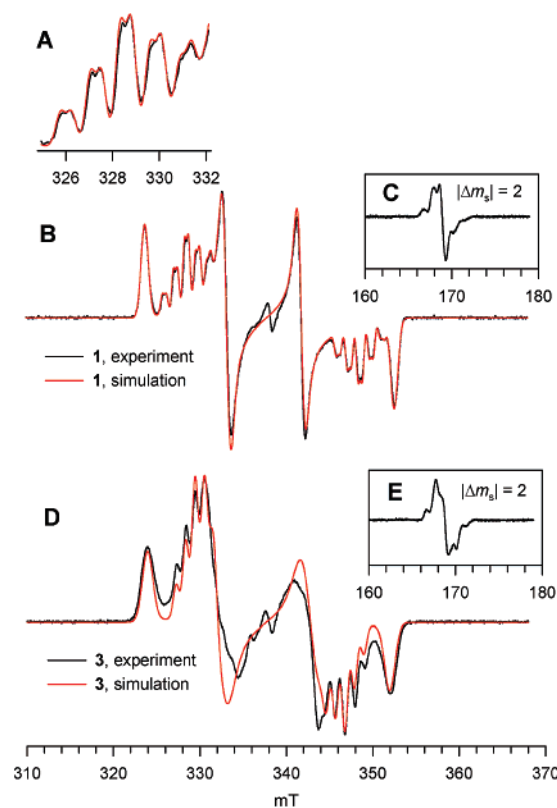 A
326 328 330 332
C
|Δmₛ| = 2
160 170 180
B
1, experiment
1, simulation
E
|Δmₛ| = 2
160 170 180
D
3, experiment
3, simulation
310 320 330 340 350 360 370
mT